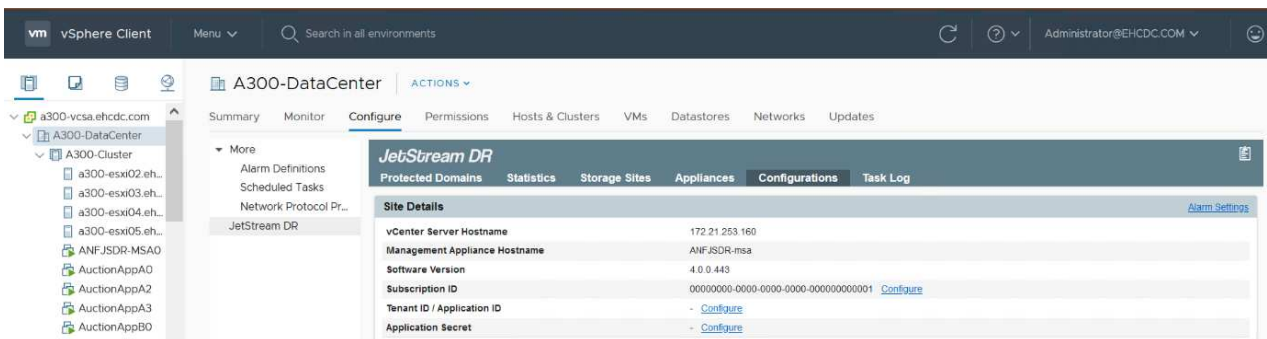 vm vSphere Client Menu Search in all environments Administrator@EHCDC.COM
A300-DataCenter ACTIONS
a300-vcsa.ehcdc.com
A300-DataCenter
A300-Cluster
a300-esxi02.eh...
a300-esxi03.eh...
a300-esxi04.eh...
a300-esxi05.eh...
ANFJSDR-MSA0
AuctionAppA0
AuctionAppA2
AuctionAppA3
AuctionAppB0
Summary Monitor Configure Permissions Hosts & Clusters VMs Datastores Networks Updates
More
Alarm Definitions
Scheduled Tasks
Network Protocol Pr...
JetStream DR
JetStream DR
Protected Domains Statistics Storage Sites Appliances Configurations Task Log
Site Details Alarm Settings
vCenter Server Hostname 172.21.253.160
Management Appliance Hostname ANFJSDR-msa
Software Version 4.0.0.443
Subscription ID 00000000-0000-0000-0000-000000000001 Configure
Tenant ID / Application ID - Configure
Application Secret - Configure